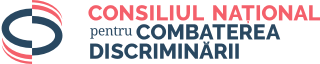 CONSILIUL NAȚIONAL
pentru COMBATEREA
DISCRIMINĂRII